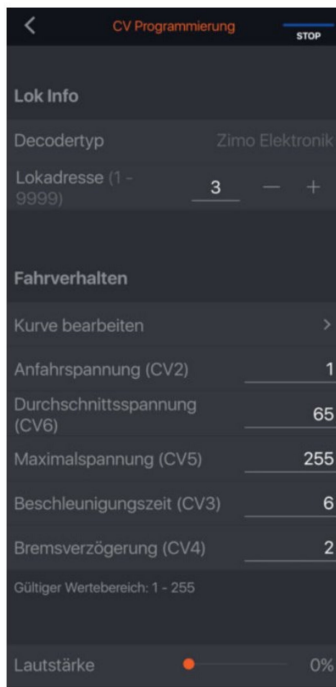 CV Programmierung
STOP
Lok Info
Decodertyp Zimo Elektronik
Lokadresse (1 -
9999) 3 — +
Fahrverhalten
Kurve bearbeiten >
Anfahrspannung (CV2) 1
Durchschnittsspannung
(CV6) 65
Maximalspannung (CV5) 255
Beschleunigungszeit (CV3) 6
Bremsverzögerung (CV4) 2
Gültiger Wertebereich: 1 - 255
Lautstärke 0%